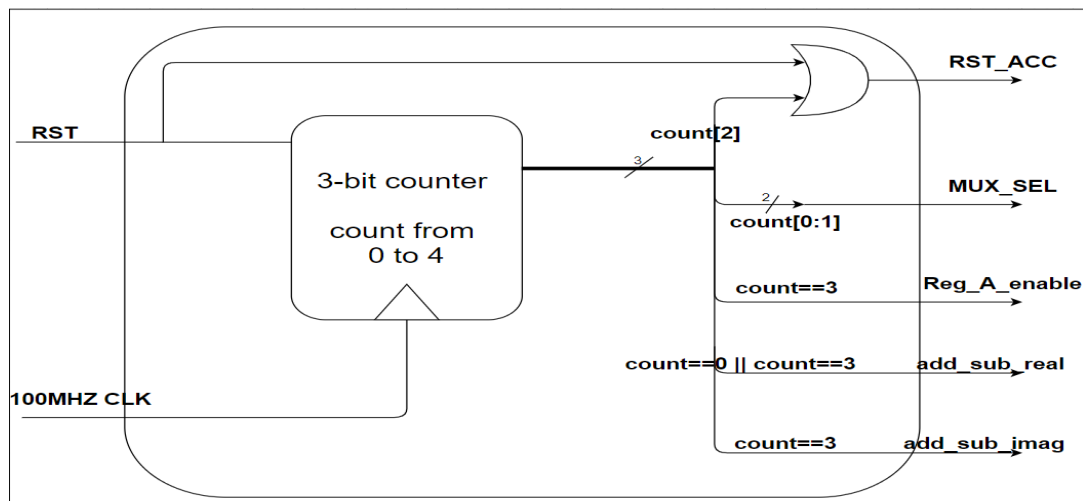 RST_ACC
RST
count[2]
3
3-bit counter
count from
0 to 4
2
MUX_SEL
count[0:1]
count==3
Reg_A_enable
count==0 || count==3
add_sub_real
100MHZ CLK
count==3
add_sub_imag